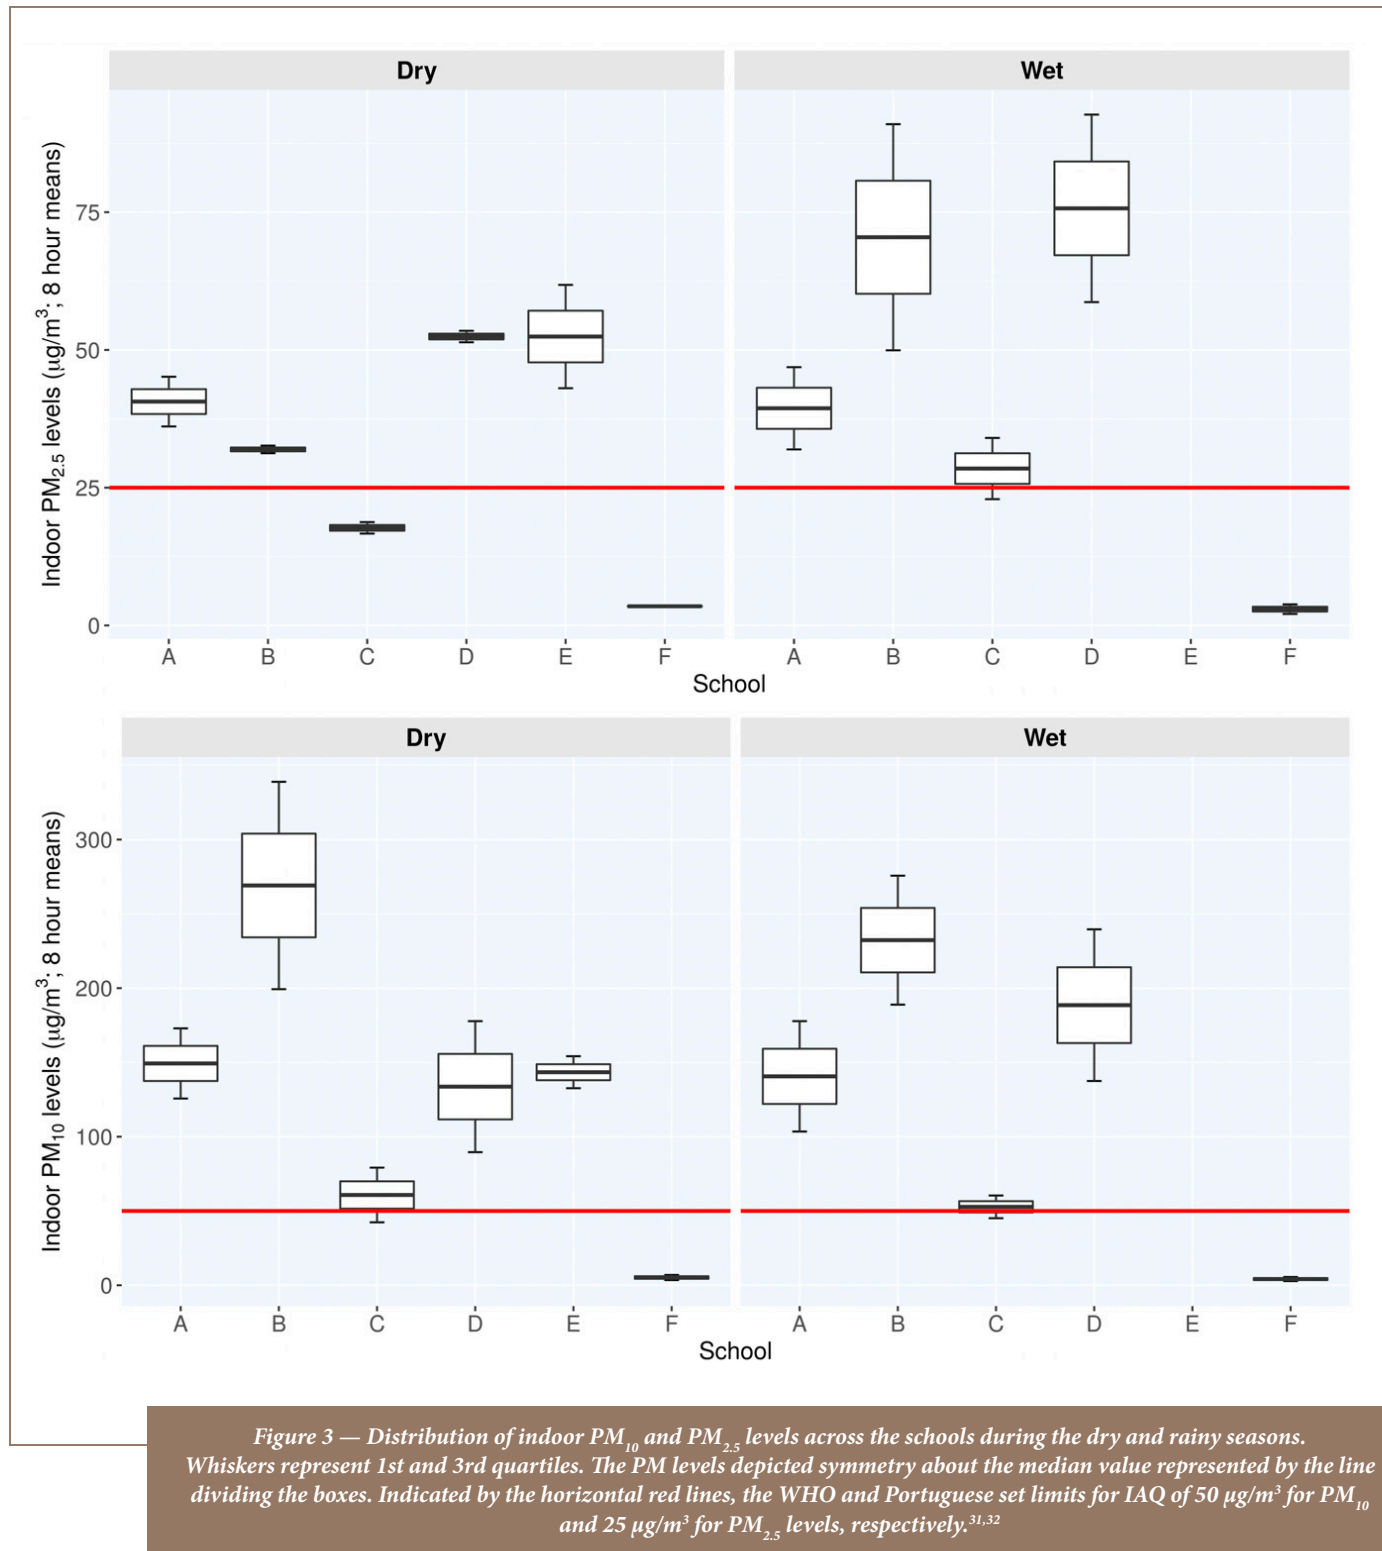 Dry Wet
Indoor PM2.5 levels (µg/m3; 8 hour means)
75
50
25
0
A B C D E F A B C D E F
School
Dry Wet
Indoor PM10 levels (µg/m3; 8 hour means)
300
200
100
0
A B C D E F A B C D E F
School
Figure 3 — Distribution of indoor PM10 and PM2.5 levels across the schools during the dry and rainy seasons.
Whiskers represent 1st and 3rd quartiles. The PM levels depicted symmetry about the median value represented by the line
dividing the boxes. Indicated by the horizontal red lines, the WHO and Portuguese set limits for IAQ of 50 µg/m3 for PM10
and 25 µg/m3 for PM2.5 levels, respectively.31,32